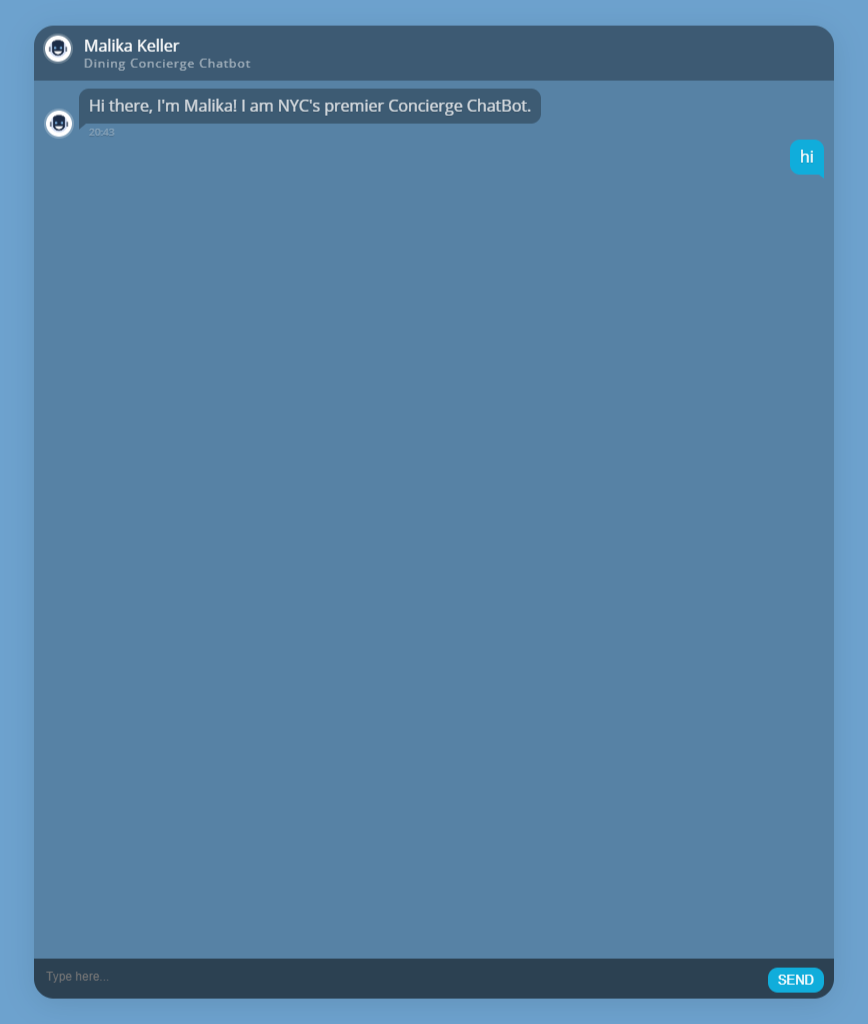 Malika Keller
Dining Concierge Chatbot
Hi there, I'm Malika! I am NYC's premier Concierge ChatBot.
20:43
hi
Type here...
SEND